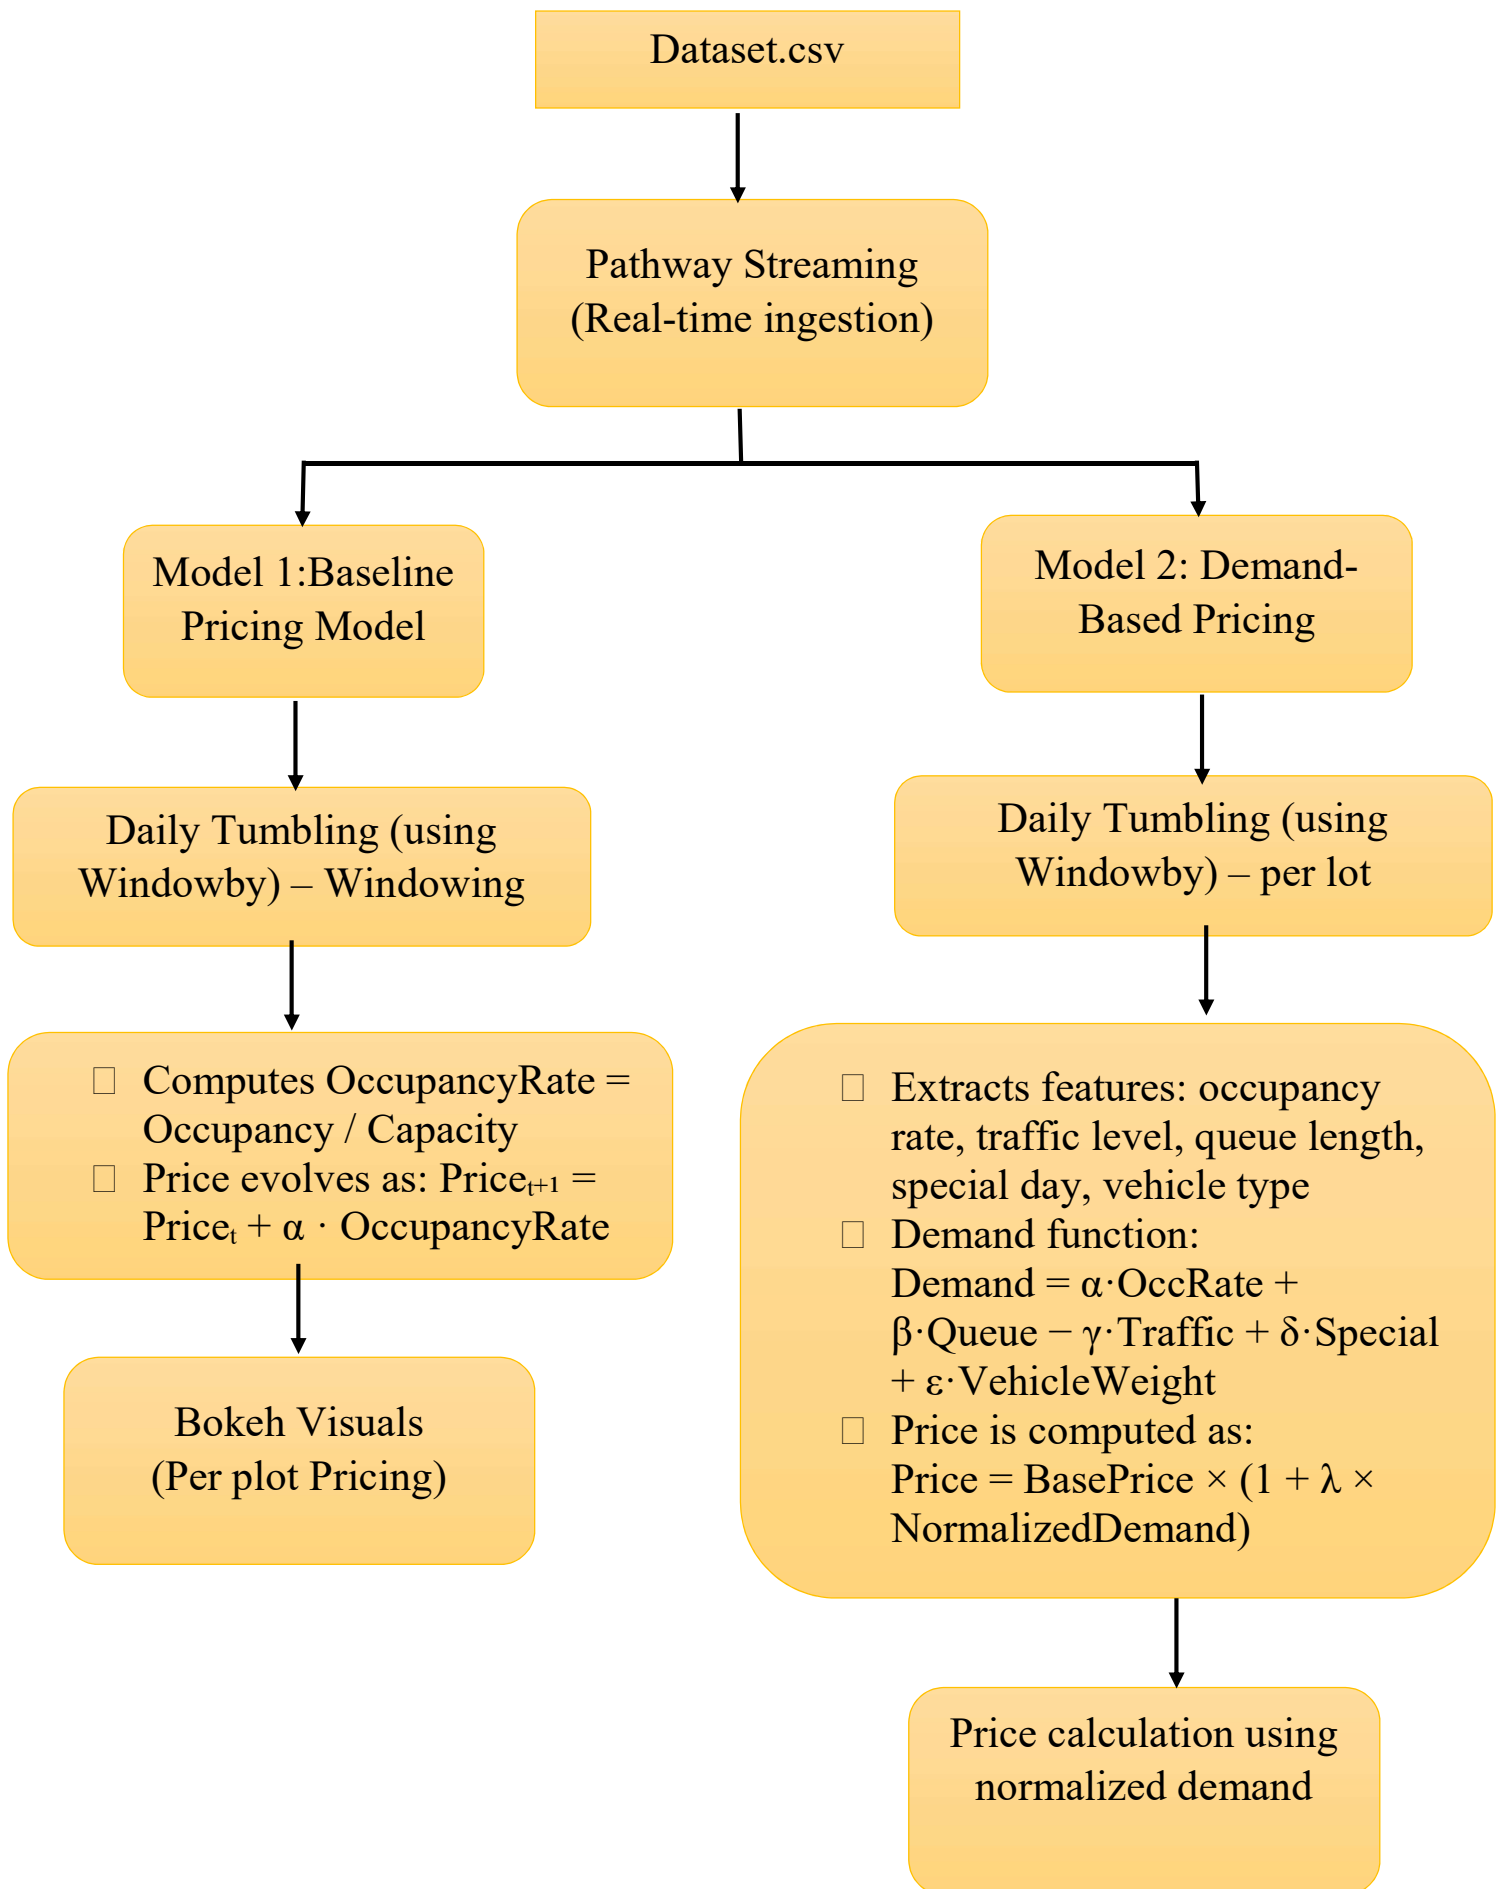 Dataset.csv
Pathway Streaming
(Real-time ingestion)
Model 1:Baseline
Pricing Model
Model 2: Demand-
Based Pricing
Daily Tumbling (using
Windowby) – Windowing
Daily Tumbling (using
Windowby) – per lot
Computes OccupancyRate =
Occupancy / Capacity
Price evolves as: Priceₜ₊₁ =
Priceₜ + α · OccupancyRate
Extracts features: occupancy
rate, traffic level, queue length,
special day, vehicle type
Demand function:
Demand = α·OccRate +
β·Queue − γ·Traffic + δ·Special
+ ε·VehicleWeight
Price is computed as:
Price = BasePrice × (1 + λ ×
NormalizedDemand)
Bokeh Visuals
(Per plot Pricing)
Price calculation using
normalized demand